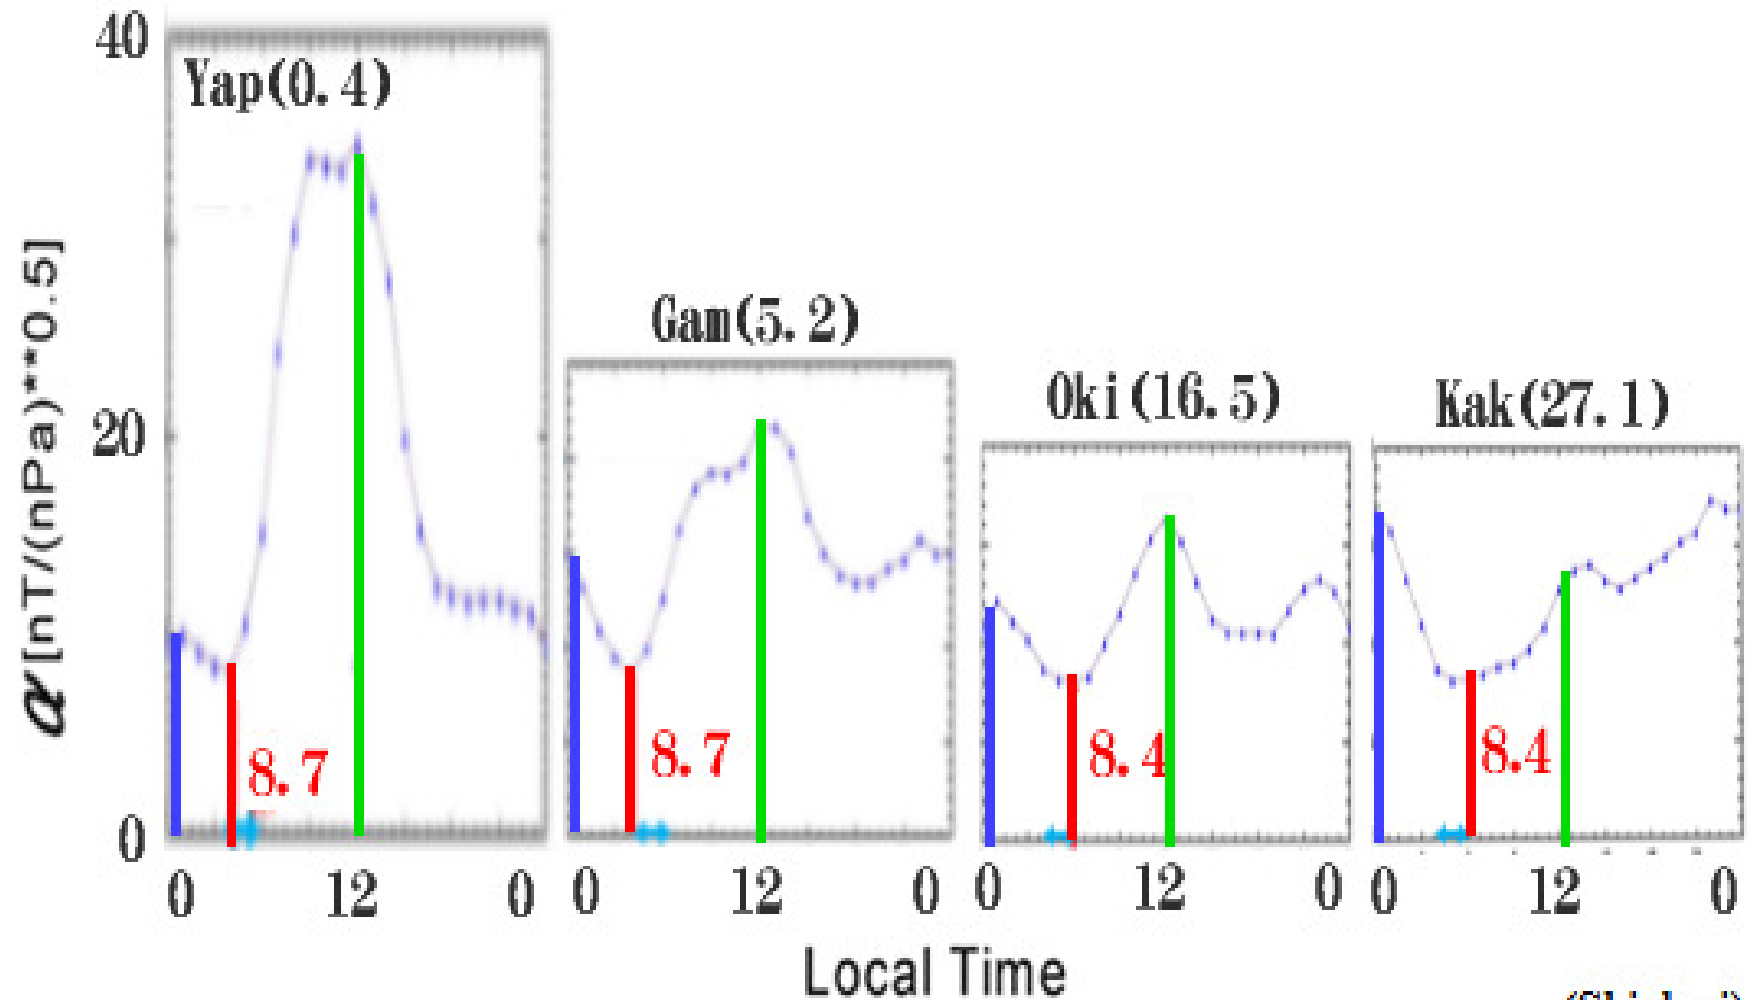 40
Yap(0.4)
Gam(5.2)
Oki(16.5)
Kak(27.1)
α[nT/(nPa)**0.5]
20
8.7
8.7
8.4
8.4
0
0 12 0
0 12 0
0 12 0
0 12 0
Local Time